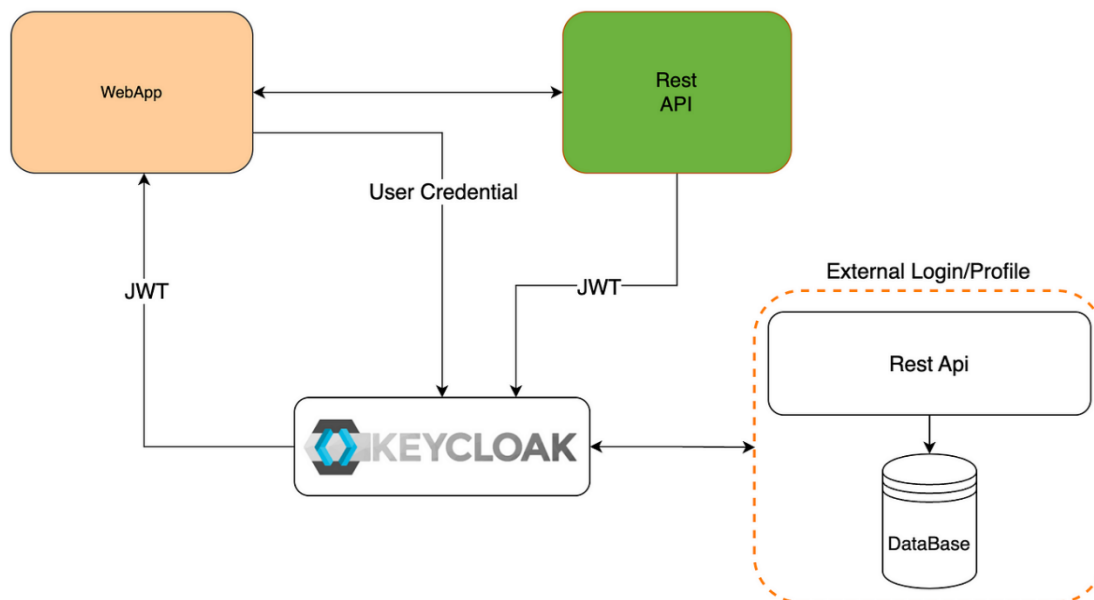 WebApp
Rest
API
User Credential
JWT
JWT
External Login/Profile
Rest Api
KEYCLOAK
DataBase